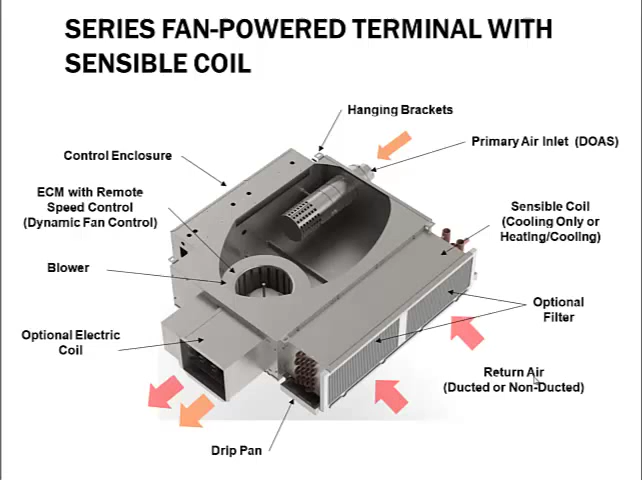 SERIES FAN-POWERED TERMINAL WITH
SENSIBLE COIL
Hanging Brackets
Primary Air Inlet (DOAS)
Control Enclosure
ECM with Remote
Speed Control
(Dynamic Fan Control)
Sensible Coil
(Cooling Only or
Heating/Cooling)
Blower
Optional
Filter
Optional Electric
Coil
Return Air
(Ducted or Non-Ducted)
Drip Pan